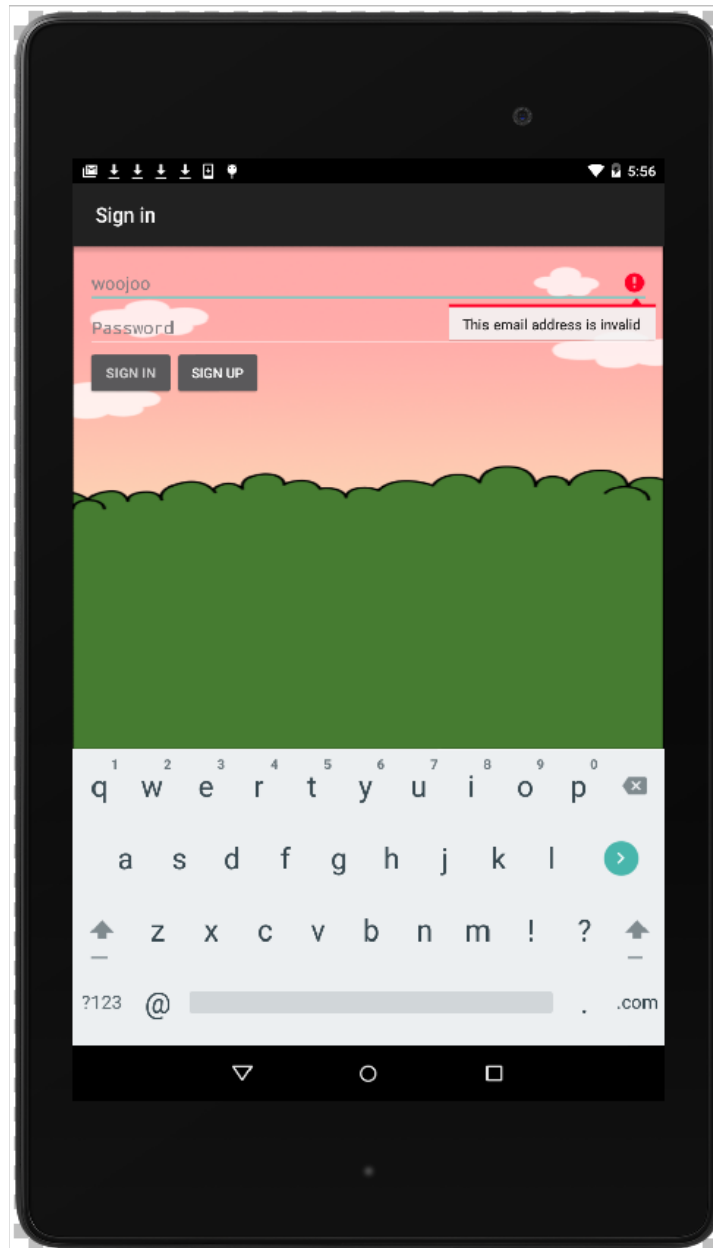 5:56
Sign in
woojoo
This email address is invalid
Password
SIGN IN SIGN UP
1 2 3 4 5 6 7 8 9 0
q w e r t y u i o p
a s d f g h j k l
z x c v b n m ! ?
?123 @ . .com